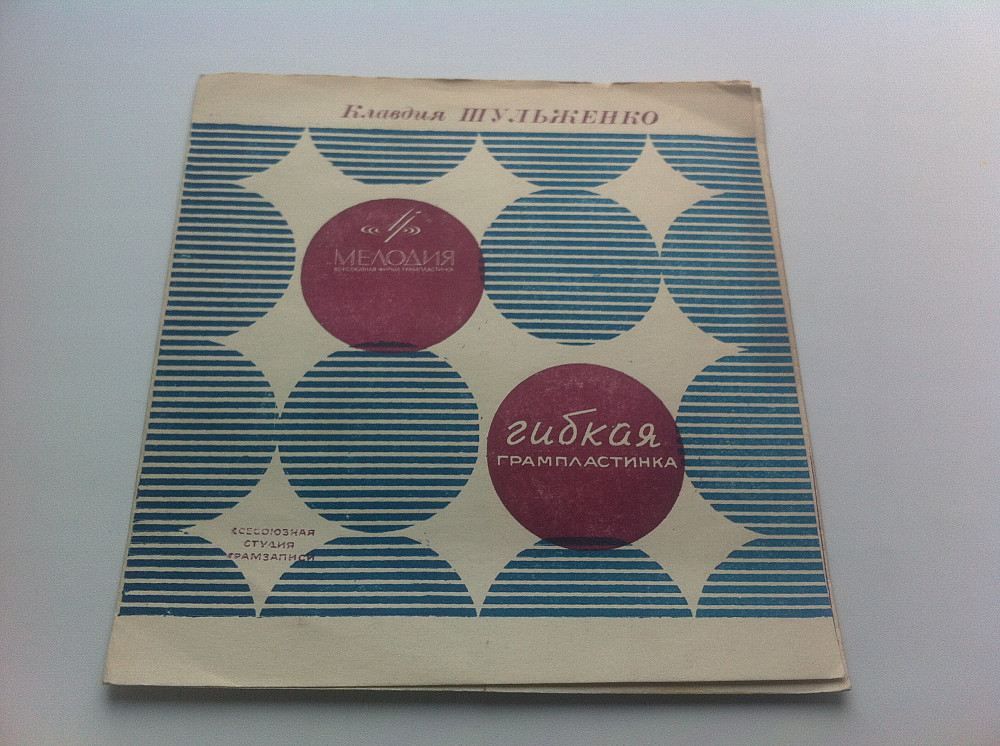 Клавдия ШУЛЬЖЕНКО
МЕЛОДИЯ
ВСЕСОЮЗНАЯ ФИРМА ГРАМПЛАСТИНОК
гибкая
ГРАМПЛАСТИНКА
ВСЕСОЮЗНАЯ
СТУДИЯ
ГРАМЗАПИСИ